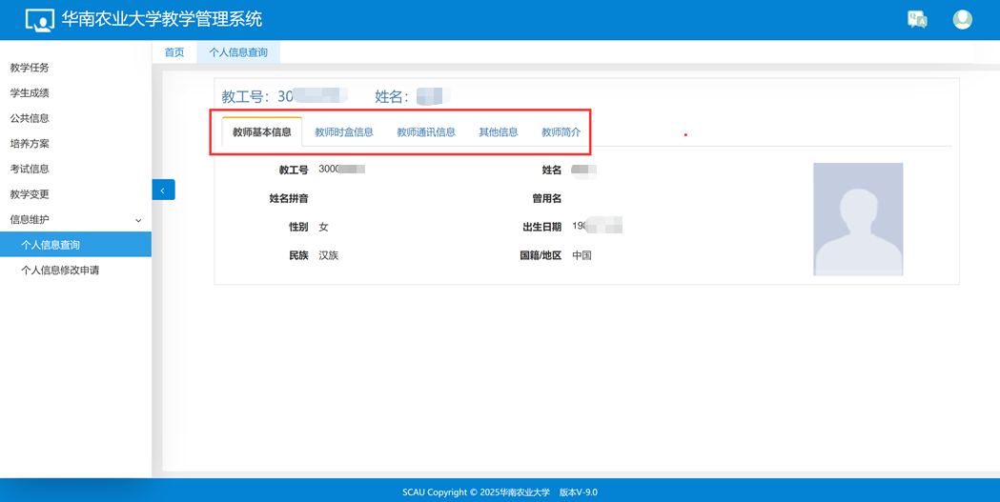 华南农业大学教学管理系统
首页 个人信息查询
教学任务
学生成绩
公共信息
培养方案
考试信息
教学变更
信息维护
个人信息查询
个人信息修改申请
教工号: 30 姓名:
教师基本信息 教师时盒信息 教师通讯信息 其他信息 教师简介
教工号 300 姓名
姓名拼音 曾用名
性别 女 出生日期 19
民族 汉族 国籍/地区 中国
SCAU Copyright © 2025华南农业大学 版本V-9.0